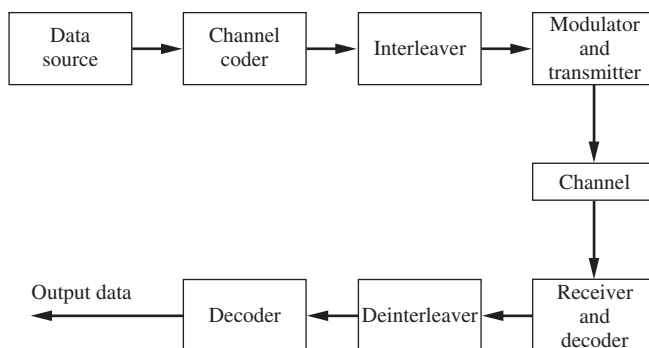 Data
source
Channel
coder
Interleaver
Modulator
and
transmitter
Channel
Receiver
and
decoder
Deinterleaver
Decoder
Output data